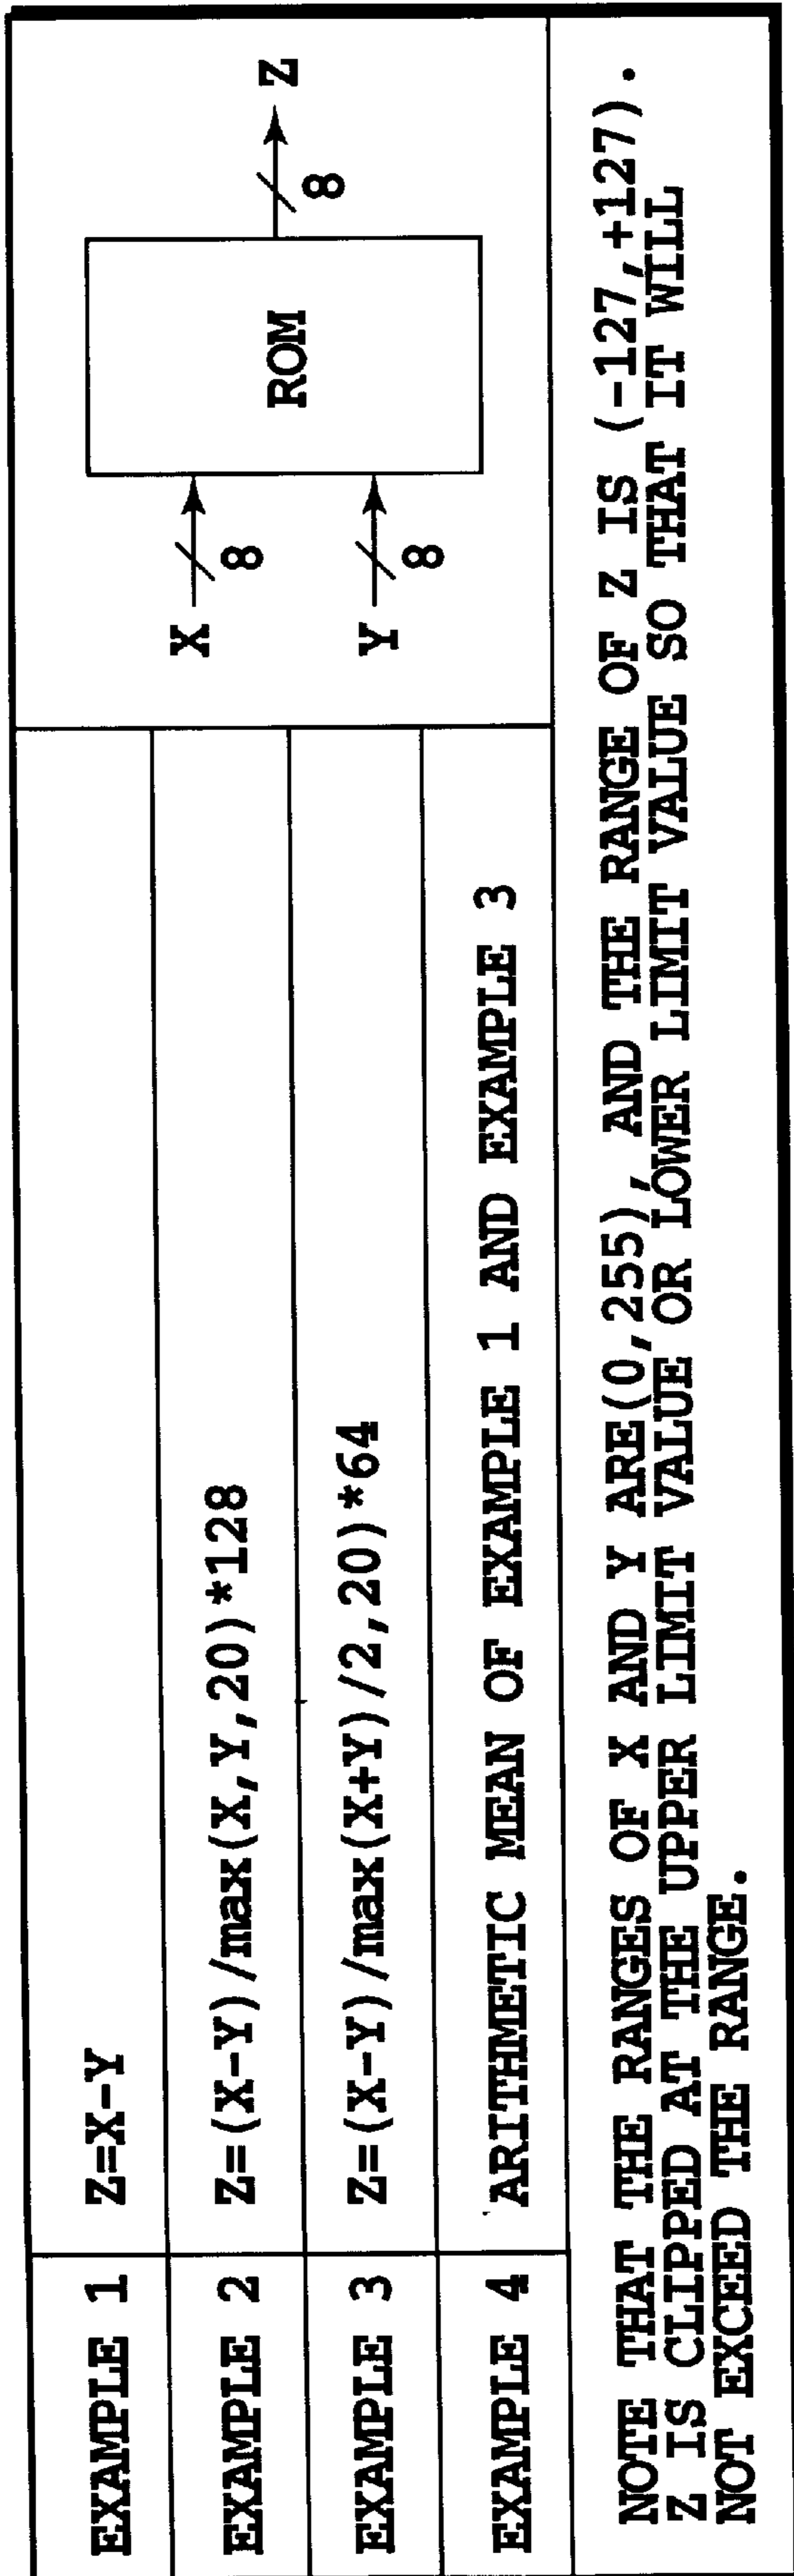 EXAMPLE 1
Z=X-Y
EXAMPLE 2
Z=(X-Y)/max(X,Y,20)*128
EXAMPLE 3
Z=(X-Y)/max(X+Y)/2,20)*64
EXAMPLE 4
ARITHMETIC MEAN OF EXAMPLE 1 AND EXAMPLE 3
X
8
Y
8
ROM
8
Z
NOTE THAT THE RANGES OF X AND Y ARE(0,255), AND THE RANGE OF Z IS (-127,+127).
Z IS CLIPPED AT THE UPPER LIMIT VALUE OR LOWER LIMIT VALUE SO THAT IT WILL
NOT EXCEED THE RANGE.